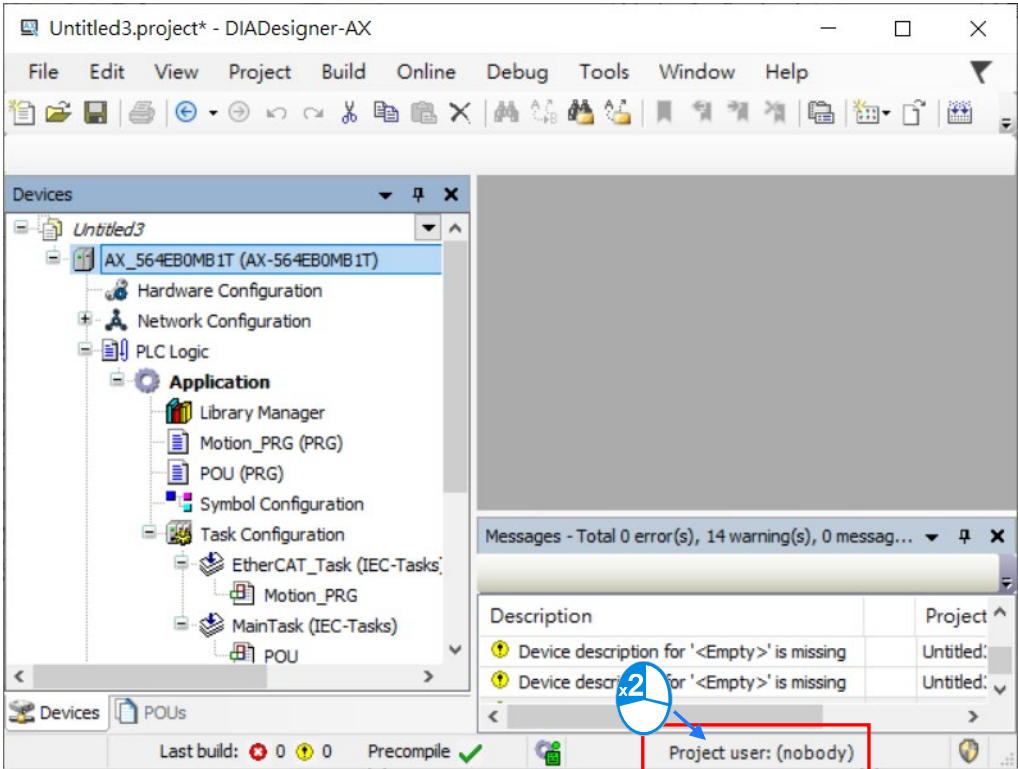 Untitled3.project* - DIADesigner-AX
File Edit View Project Build Online Debug Tools Window Help
Devices
Untitled3
AX_564EB0MB1T (AX-564EB0MB1T)
Hardware Configuration
Network Configuration
PLC Logic
Application
Library Manager
Motion_PRG (PRG)
POU (PRG)
Symbol Configuration
Task Configuration
EtherCAT_Task (IEC-Tasks)
Motion_PRG
MainTask (IEC-Tasks)
POU
Devices POUs
Messages - Total 0 error(s), 14 warning(s), 0 messag...
Description Project
Device description for '<Empty>' is missing Untitled3
Device descr for '<Empty>' is missing Untitled3
x2
Last build: 0 0 Precompile Project user: (nobody)